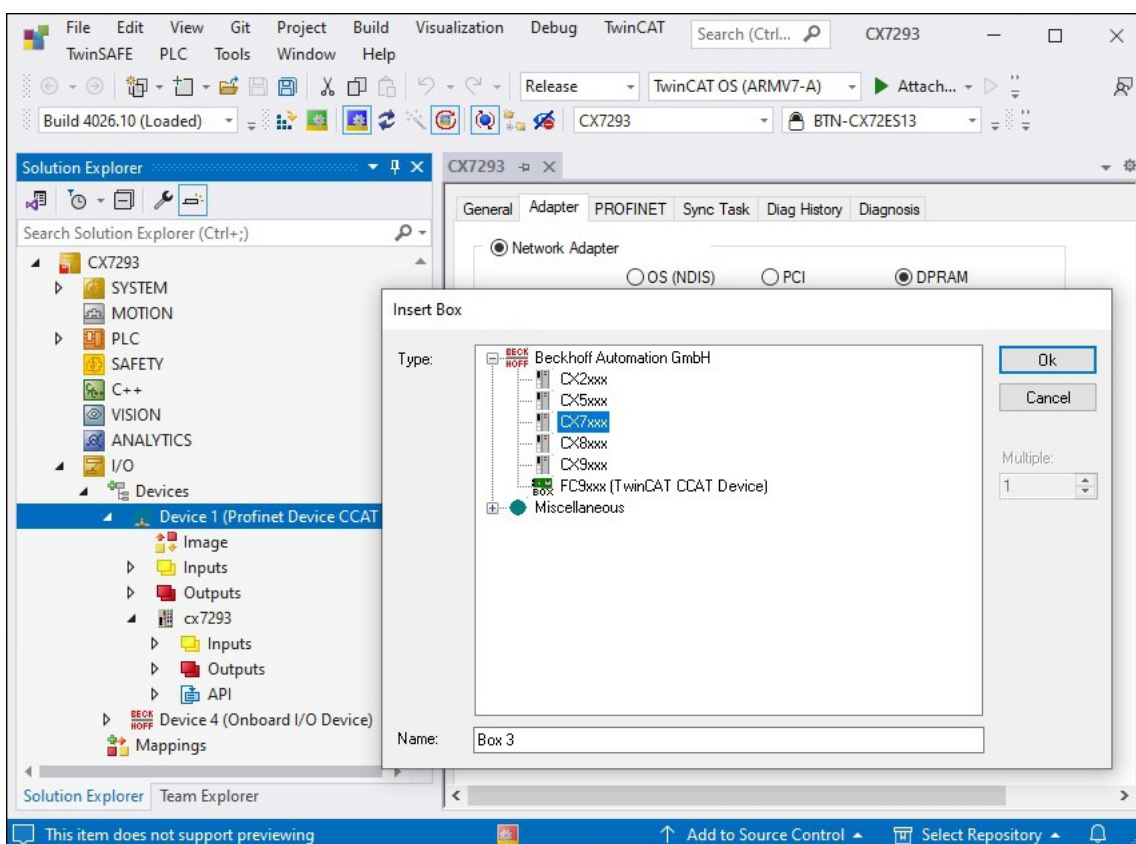 File Edit View Git Project Build Visualization Debug TwinCAT Search (Ctrl... CX7293
TwinSAFE PLC Tools Window Help
Release TwinCAT OS (ARMV7-A) Attach...
Build 4026.10 (Loaded) CX7293 BTN-CX72ES13
Solution Explorer
Search Solution Explorer (Ctrl+;)
CX7293
SYSTEM
MOTION
PLC
SAFETY
C++
VISION
ANALYTICS
I/O
Devices
Device 1 (Profinet Device CCAT
Image
Inputs
Outputs
cx7293
Inputs
Outputs
API
BECK
HOFF
Device 4 (Onboard I/O Device)
Mappings
Solution Explorer Team Explorer
CX7293
General Adapter PROFINET Sync Task Diag History Diagnosis
Network Adapter
OS (NDIS) PCI DPRAM
Insert Box
Type:
BECK
HOFF
Beckhoff Automation GmbH
CX2xxx
CX5xxx
CX7xxx
CX8xxx
CX9xxx
BOX FC9xxx (TwinCAT CCAT Device)
Miscellaneous
Ok
Cancel
Multiple:
1
Name: Box 3
This item does not support previewing Add to Source Control Select Repository